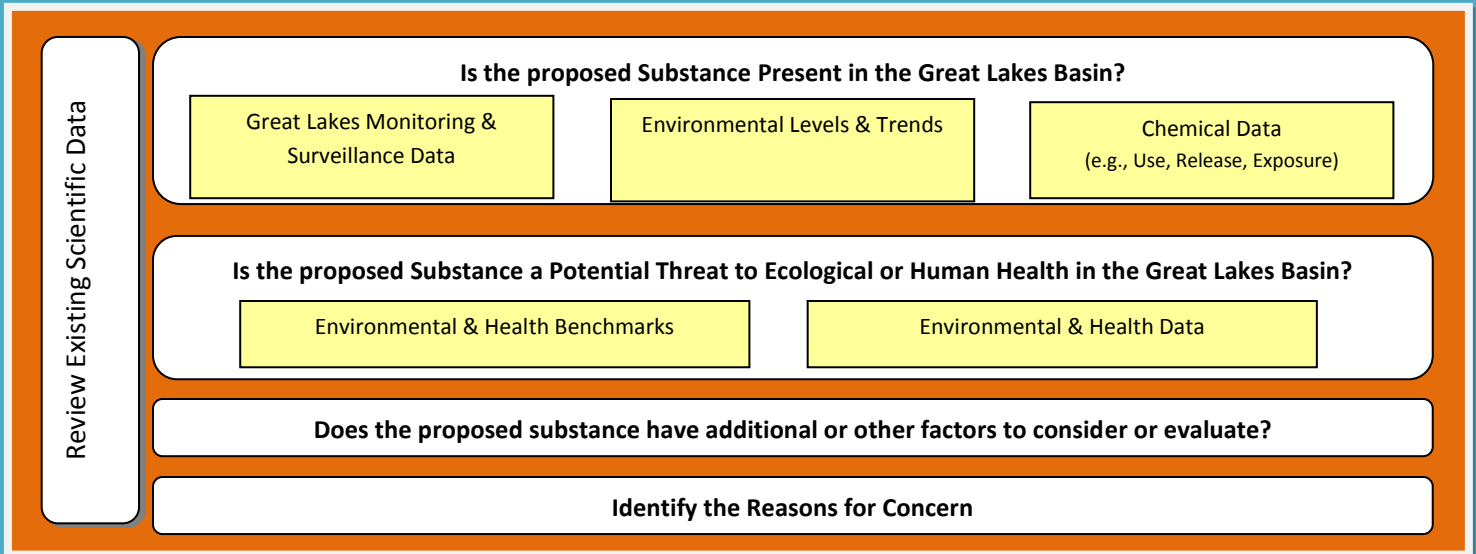 Review Existing Scientific Data
Is the proposed Substance Present in the Great Lakes Basin?
Great Lakes Monitoring &
Surveillance Data
Environmental Levels & Trends
Chemical Data
(e.g., Use, Release, Exposure)
Is the proposed Substance a Potential Threat to Ecological or Human Health in the Great Lakes Basin?
Environmental & Health Benchmarks
Environmental & Health Data
Does the proposed substance have additional or other factors to consider or evaluate?
Identify the Reasons for Concern